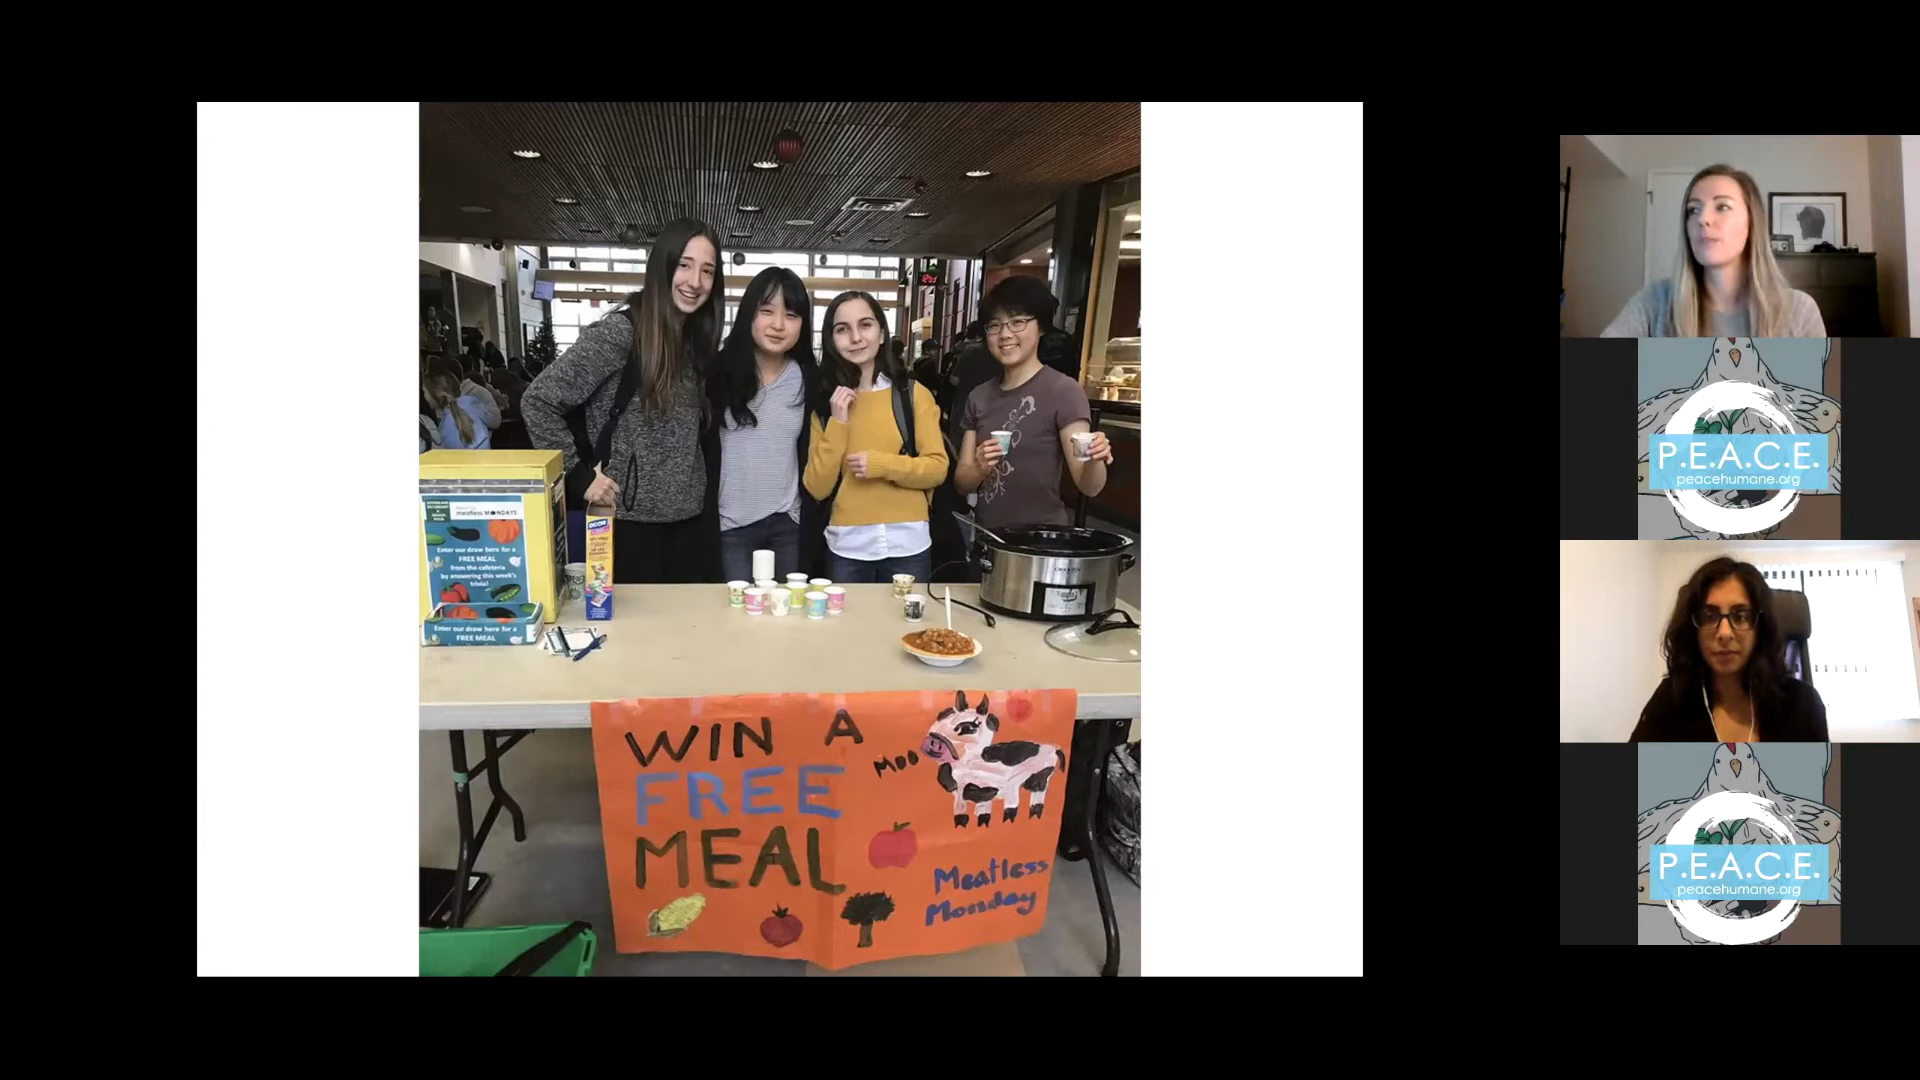 meatless MONDAYS
Enter our draw here for a
FREE MEAL
from the cafeteria
by answering this week's
trivia!
Enter our draw here for a
FREE MEAL
WIN A
FREE
MEAL
MOO
Meatless
Monday
P.E.A.C.E.
peacehumane.org
P.E.A.C.E.
peacehumane.org